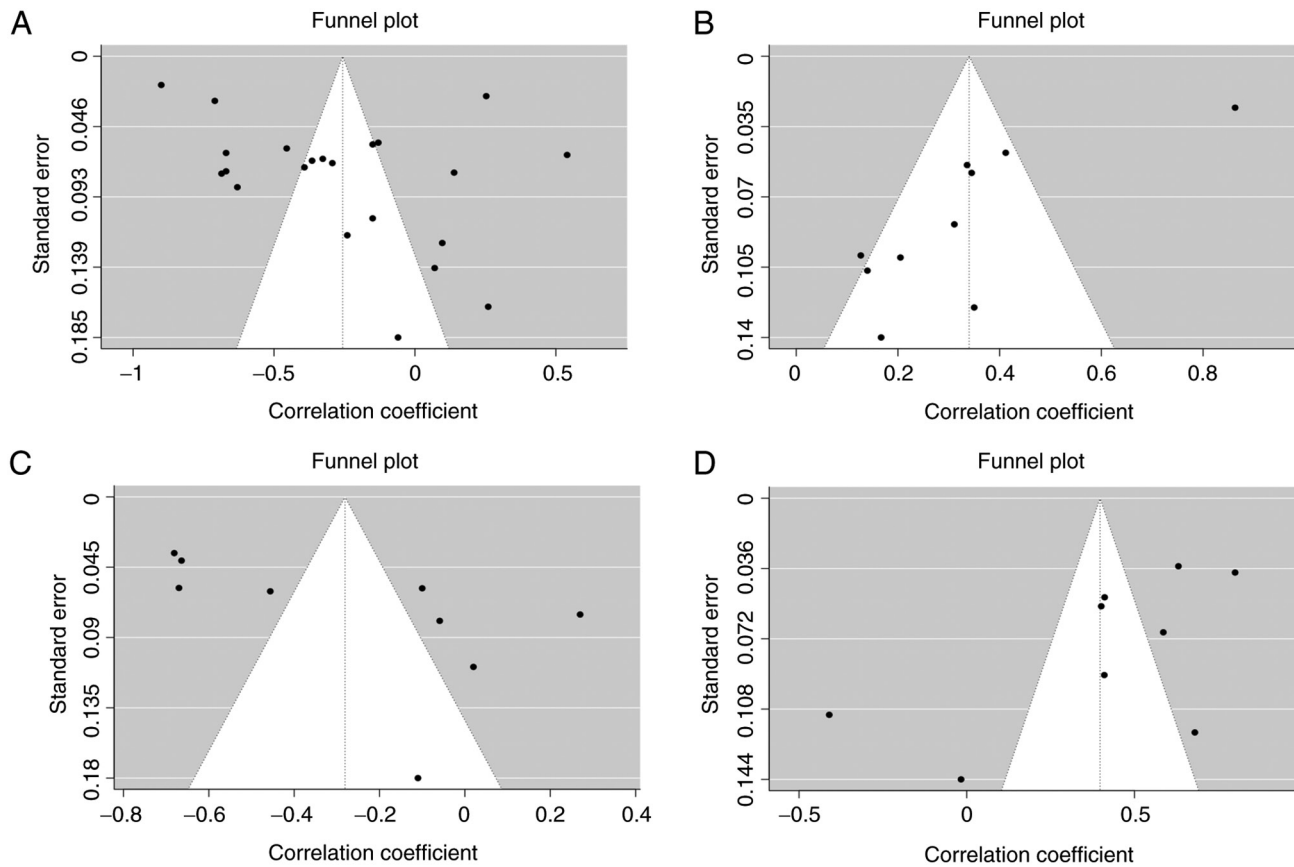 A
Funnel plot
Standard error
0
0.046
0.093
0.139
0.185
−1
−0.5
0
0.5
Correlation coefficient
B
Funnel plot
Standard error
0
0.035
0.07
0.105
0.14
0
0.2
0.4
0.6
0.8
Correlation coefficient
C
Funnel plot
Standard error
0
0.045
0.09
0.135
0.18
−0.8
−0.6
−0.4
−0.2
0
0.2
0.4
Correlation coefficient
D
Funnel plot
Standard error
0
0.036
0.072
0.108
0.144
−0.5
0
0.5
Correlation coefficient